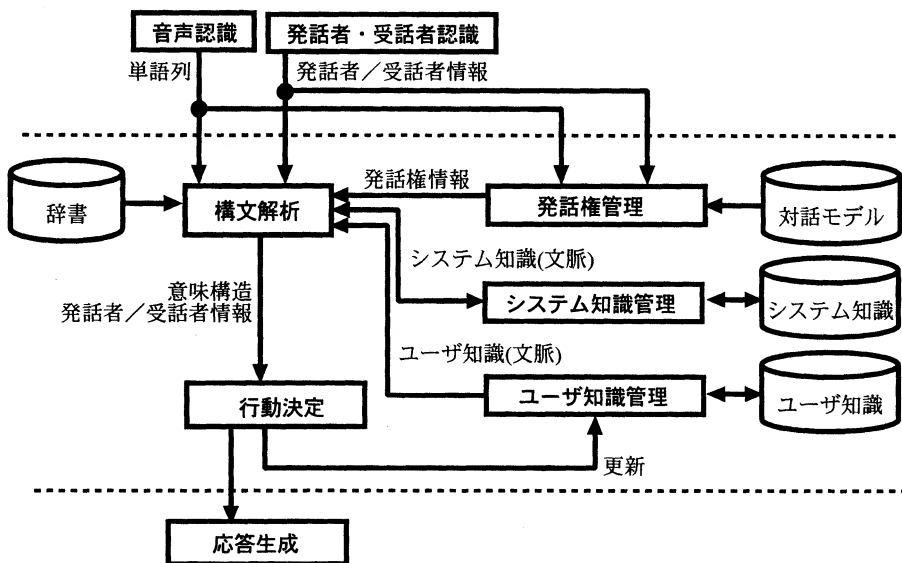 音声認識
発話者・受話者認識
単語列
発話者／受話者情報
発話権情報
辞書
構文解析
発話権管理
対話モデル
システム知識(文脈)
意味構造
発話者／受話者情報
システム知識管理
システム知識
ユーザ知識(文脈)
行動決定
ユーザ知識管理
ユーザ知識
更新
応答生成